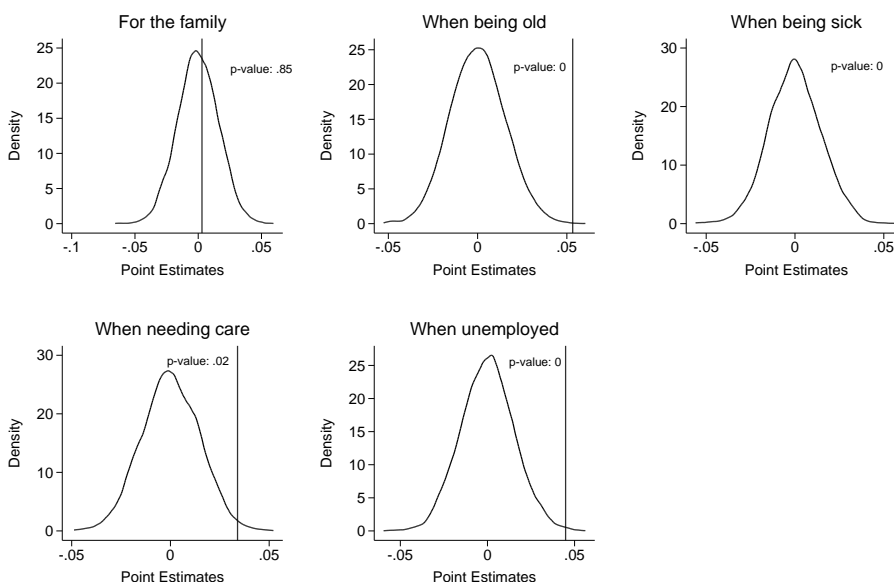 For the family
p-value: .85
25
20
15
10
5
0
Density
-.1
-.05
0
.05
Point Estimates
When being old
p-value: 0
25
20
15
10
5
0
Density
-.05
0
.05
Point Estimates
When being sick
p-value: 0
30
20
10
0
Density
-.05
0
.05
Point Estimates
When needing care
p-value: .02
30
20
10
0
Density
-.05
0
.05
Point Estimates
When unemployed
p-value: 0
25
20
15
10
5
0
Density
-.05
0
.05
Point Estimates